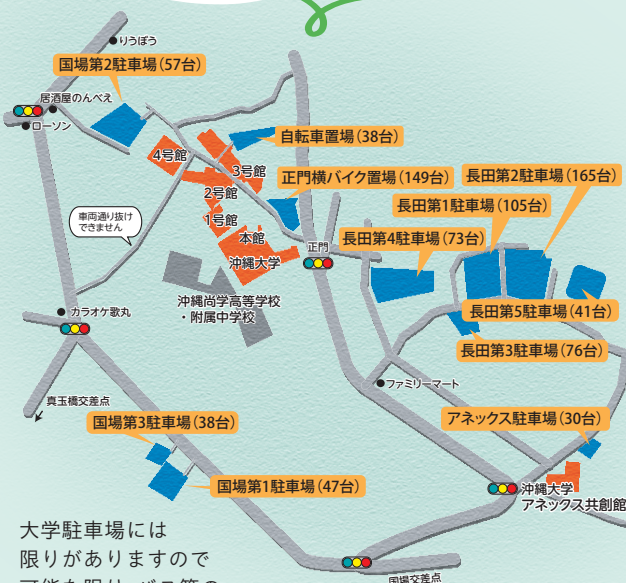 りうぼう
国場第2駐車場（57台）
居酒屋のんべえ
ローソン
自転車置場（38台）
4号館
3号館
正門横バイク置場（149台）
長田第2駐車場（165台）
2号館
長田第1駐車場（105台）
車両通り抜け
できません
1号館
本館
正門
長田第4駐車場（73台）
沖縄大学
沖縄尚学高等学校
・附属中学校
長田第5駐車場（41台）
カラオケ歌丸
長田第3駐車場（76台）
ファミリーマート
真玉橋交差点
国場第3駐車場（38台）
アネックス駐車場（30台）
国場第1駐車場（47台）
沖縄大学
アネックス共創館
大学駐車場には
限りがありますので
可能な限り、バス等の
国場交差点